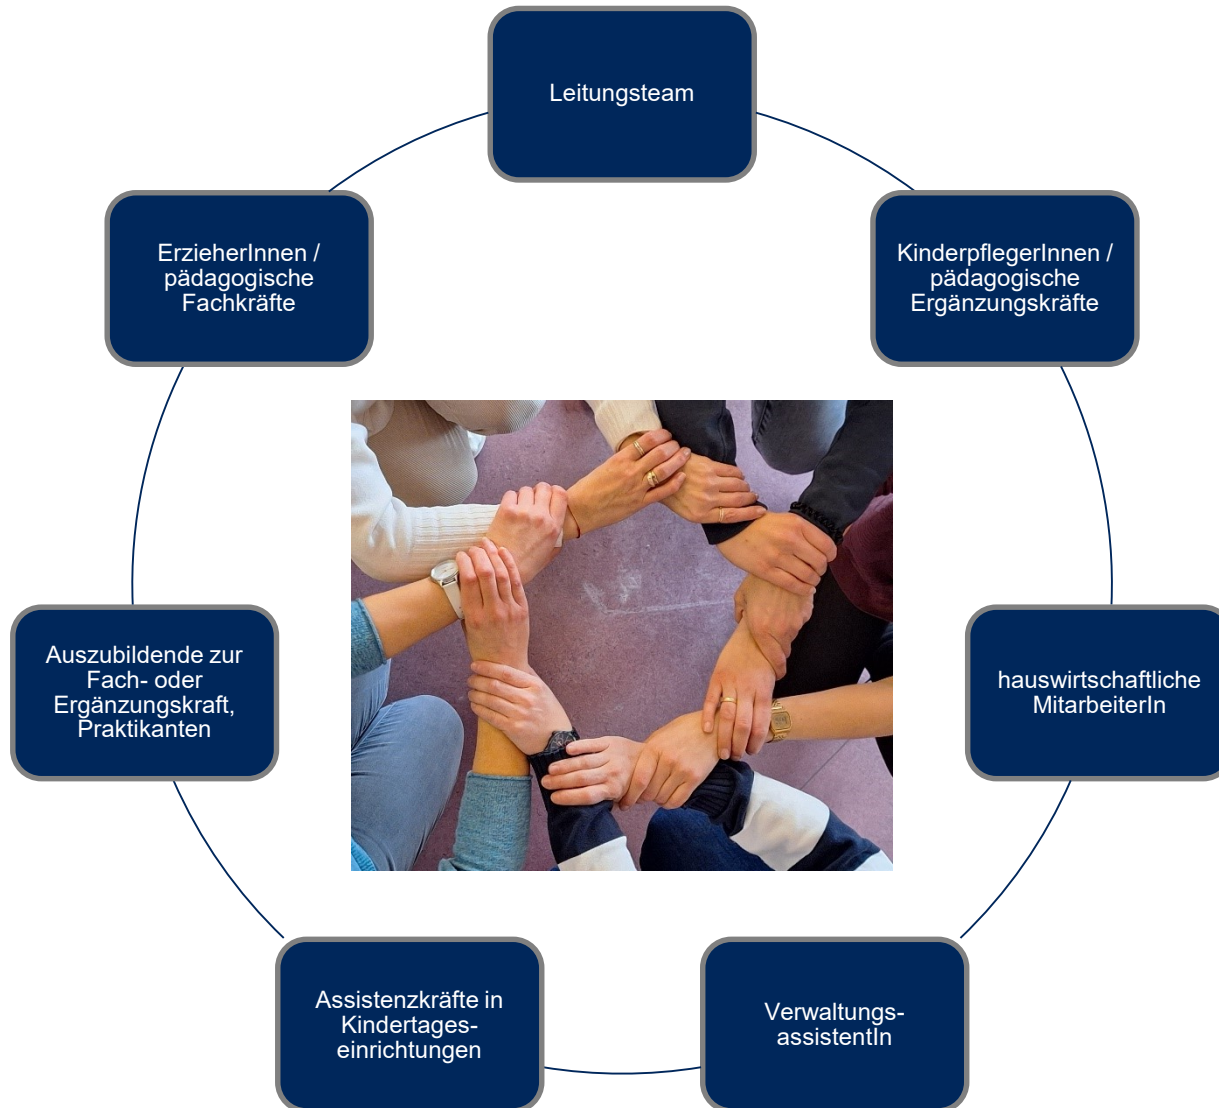 Leitungsteam
ErzieherInnen /
pädagogische
Fachkräfte
KinderpflegerInnen /
pädagogische
Ergänzungskräfte
Auszubildende zur
Fach- oder
Ergänzungskraft,
Praktikanten
hauswirtschaftliche
MitarbeiterIn
Assistenzkräfte in
Kindertages-
einrichtungen
Verwaltungs-
assistentIn